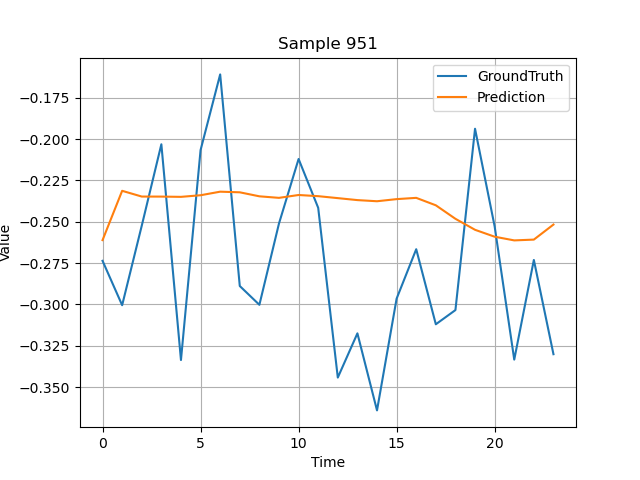 Sample 951
GroundTruth
Prediction
−0.175
−0.200
−0.225
−0.250
−0.275
−0.300
−0.325
−0.350
Value
0 5 10 15 20
Time